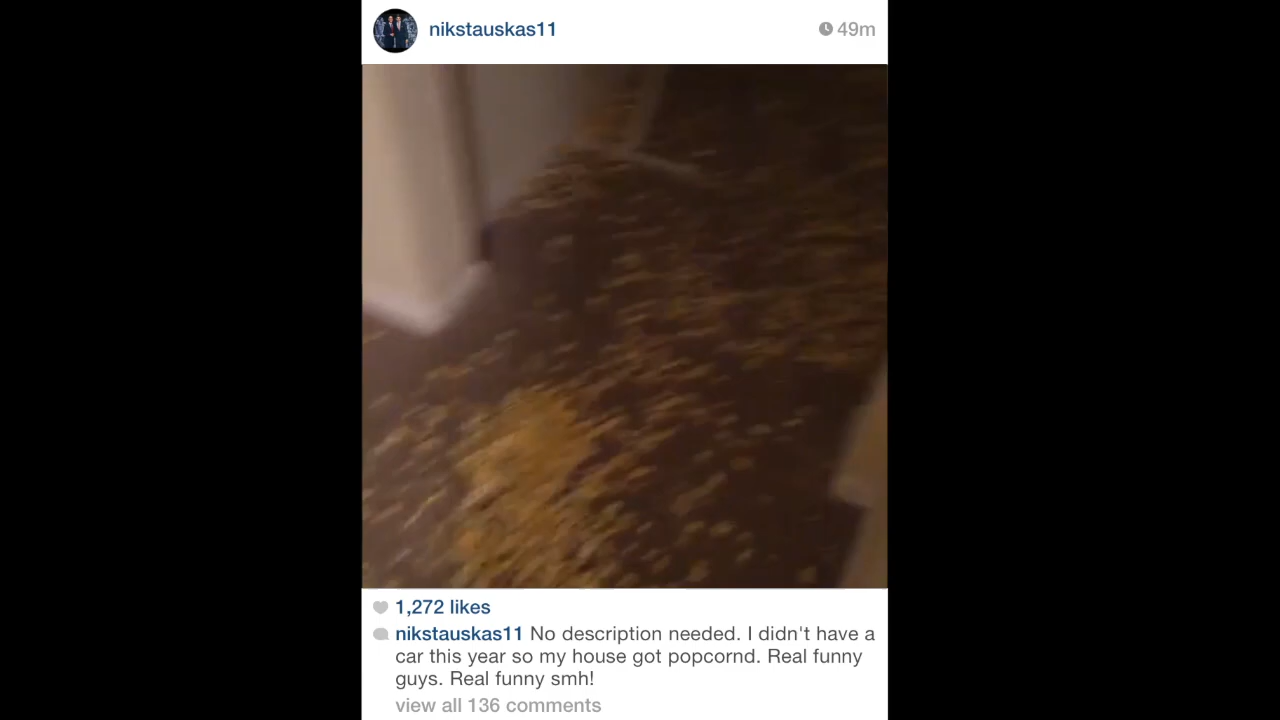 nikstauskas11
49m
1,272 likes
nikstauskas11 No description needed. I didn't have a
car this year so my house got popcornd. Real funny
guys. Real funny smh!
view all 136 comments